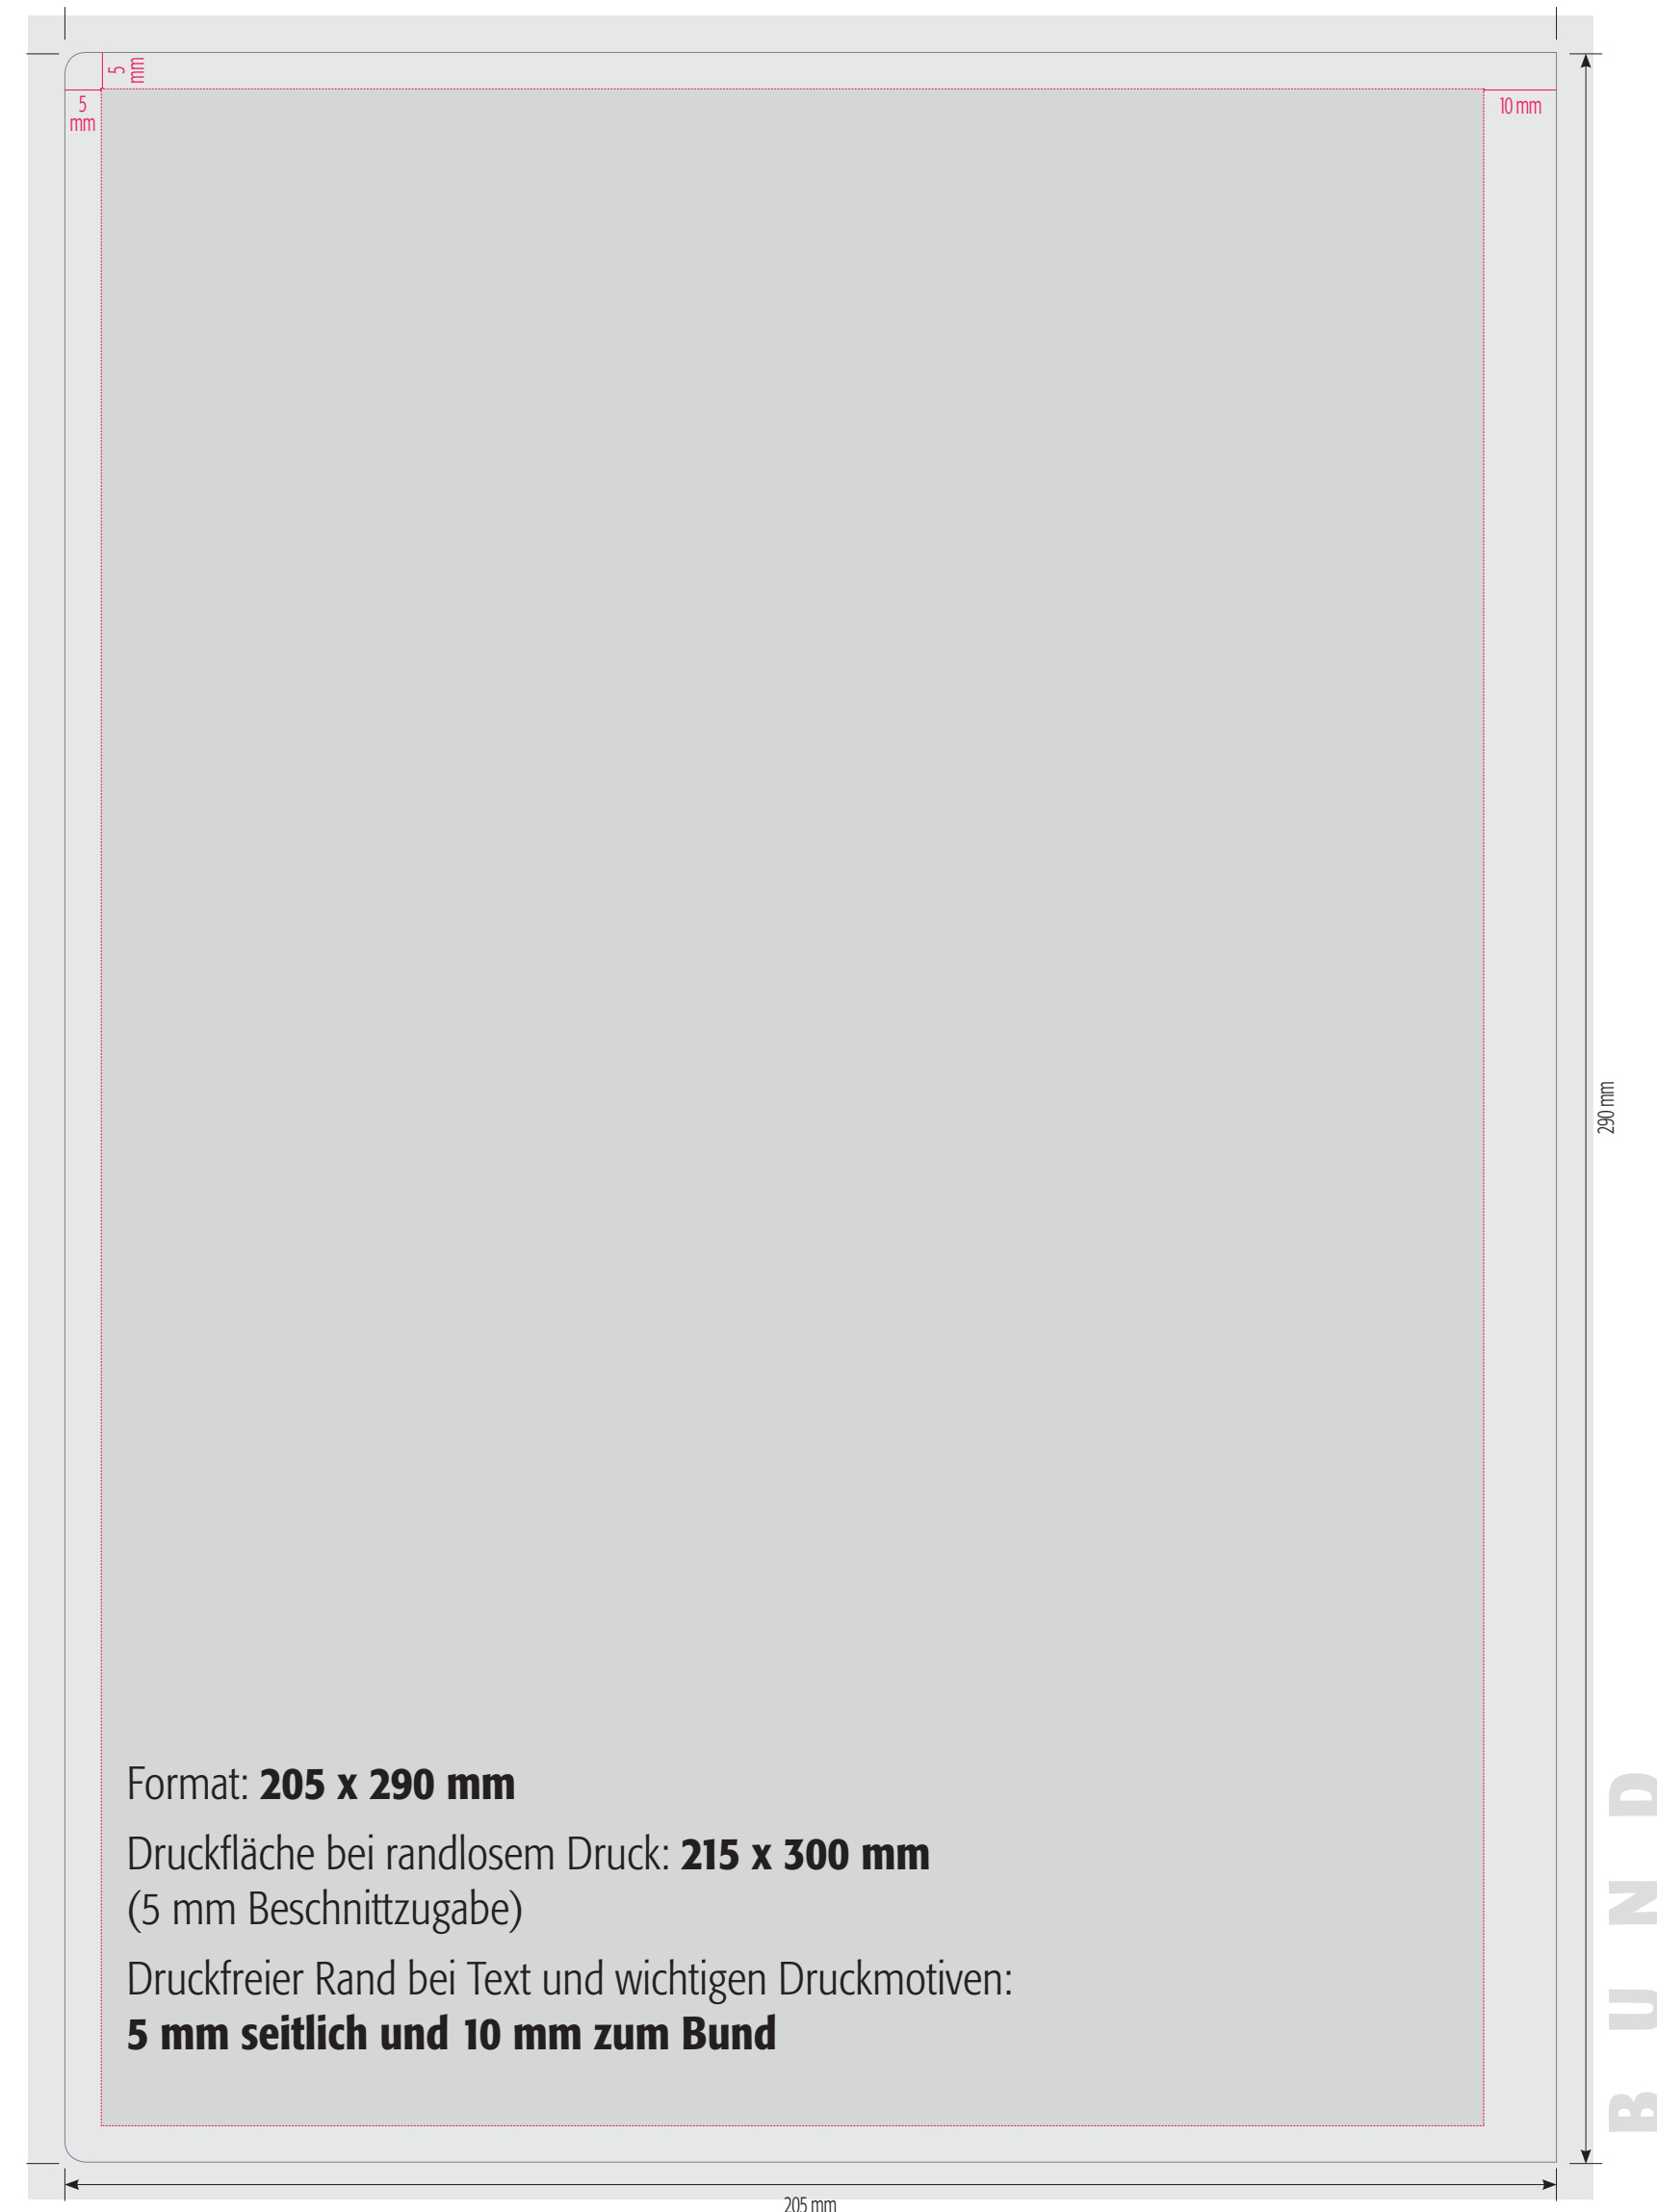 5
mm
5
mm
10 mm
290 mm
Format: 205 x 290 mm
Druckfläche bei randlosem Druck: 215 x 300 mm
(5 mm Beschnittzugabe)
Druckfreier Rand bei Text und wichtigen Druckmotiven:
5 mm seitlich und 10 mm zum Bund
BUND
205 mm